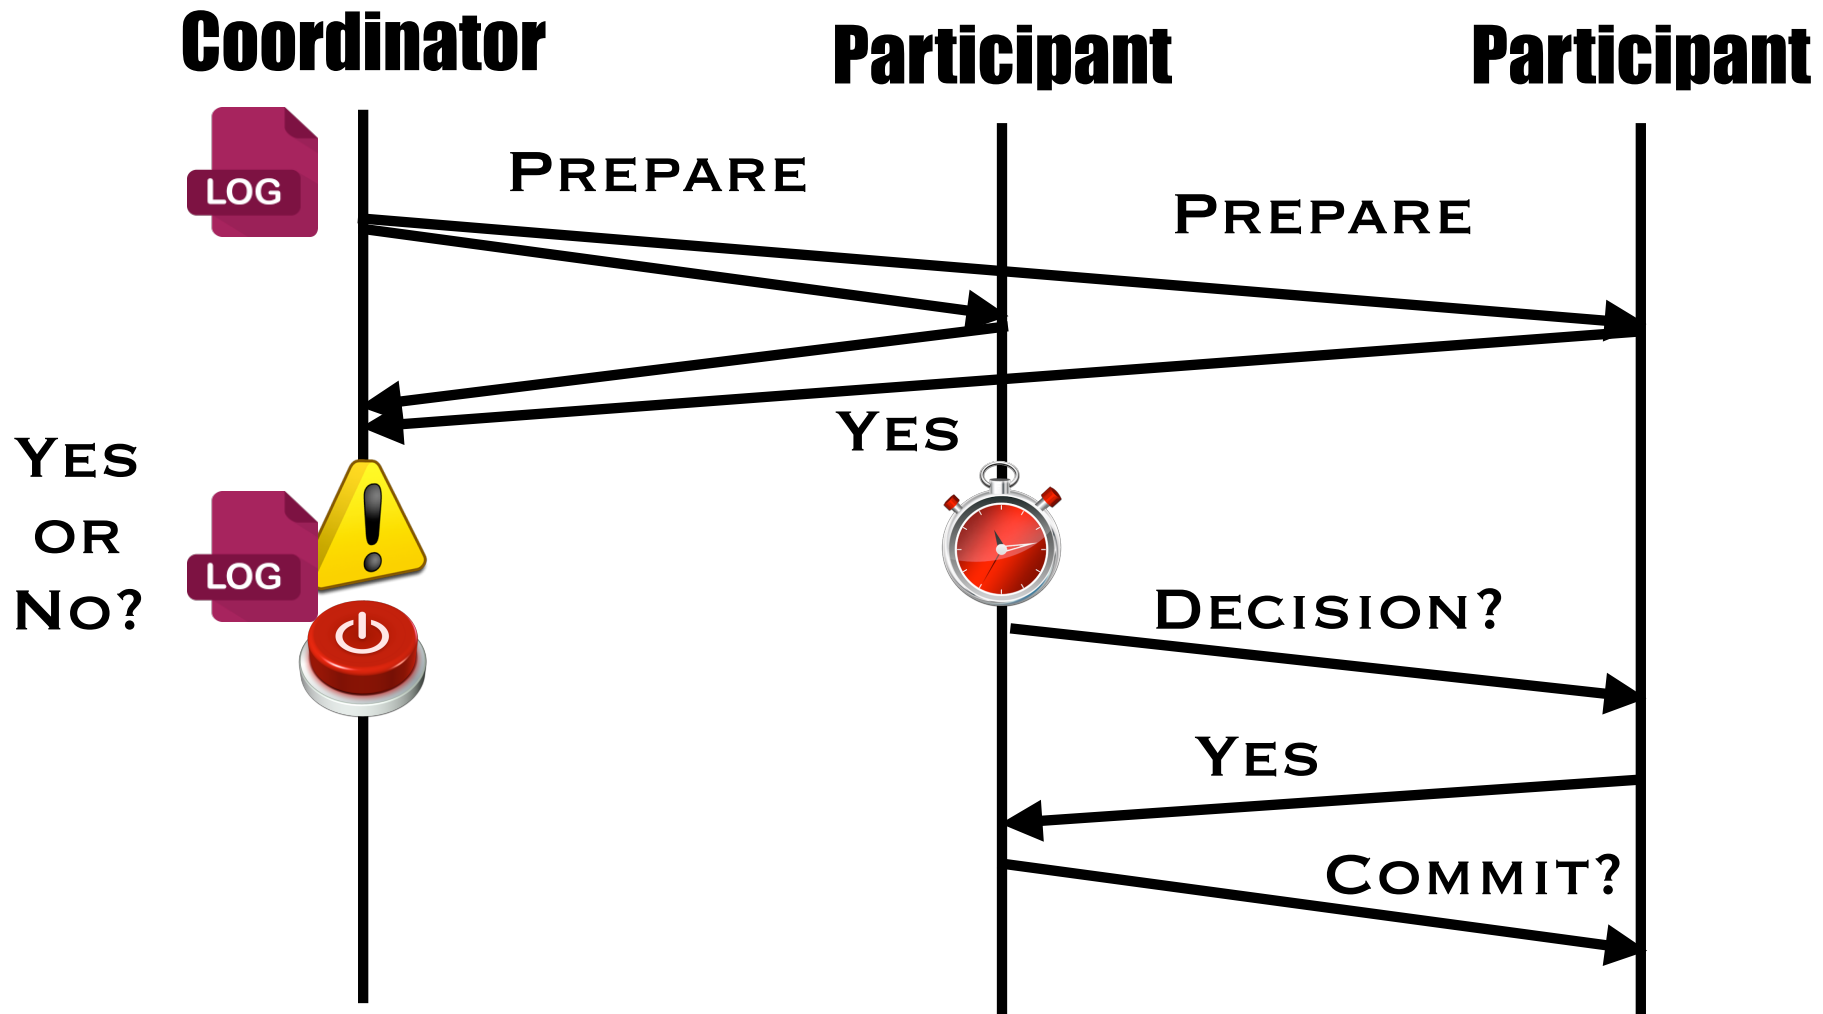 Coordinator
Participant
Participant
LOG
PREPARE
PREPARE
YES
YES
OR
NO?
LOG
DECISION?
YES
COMMIT?